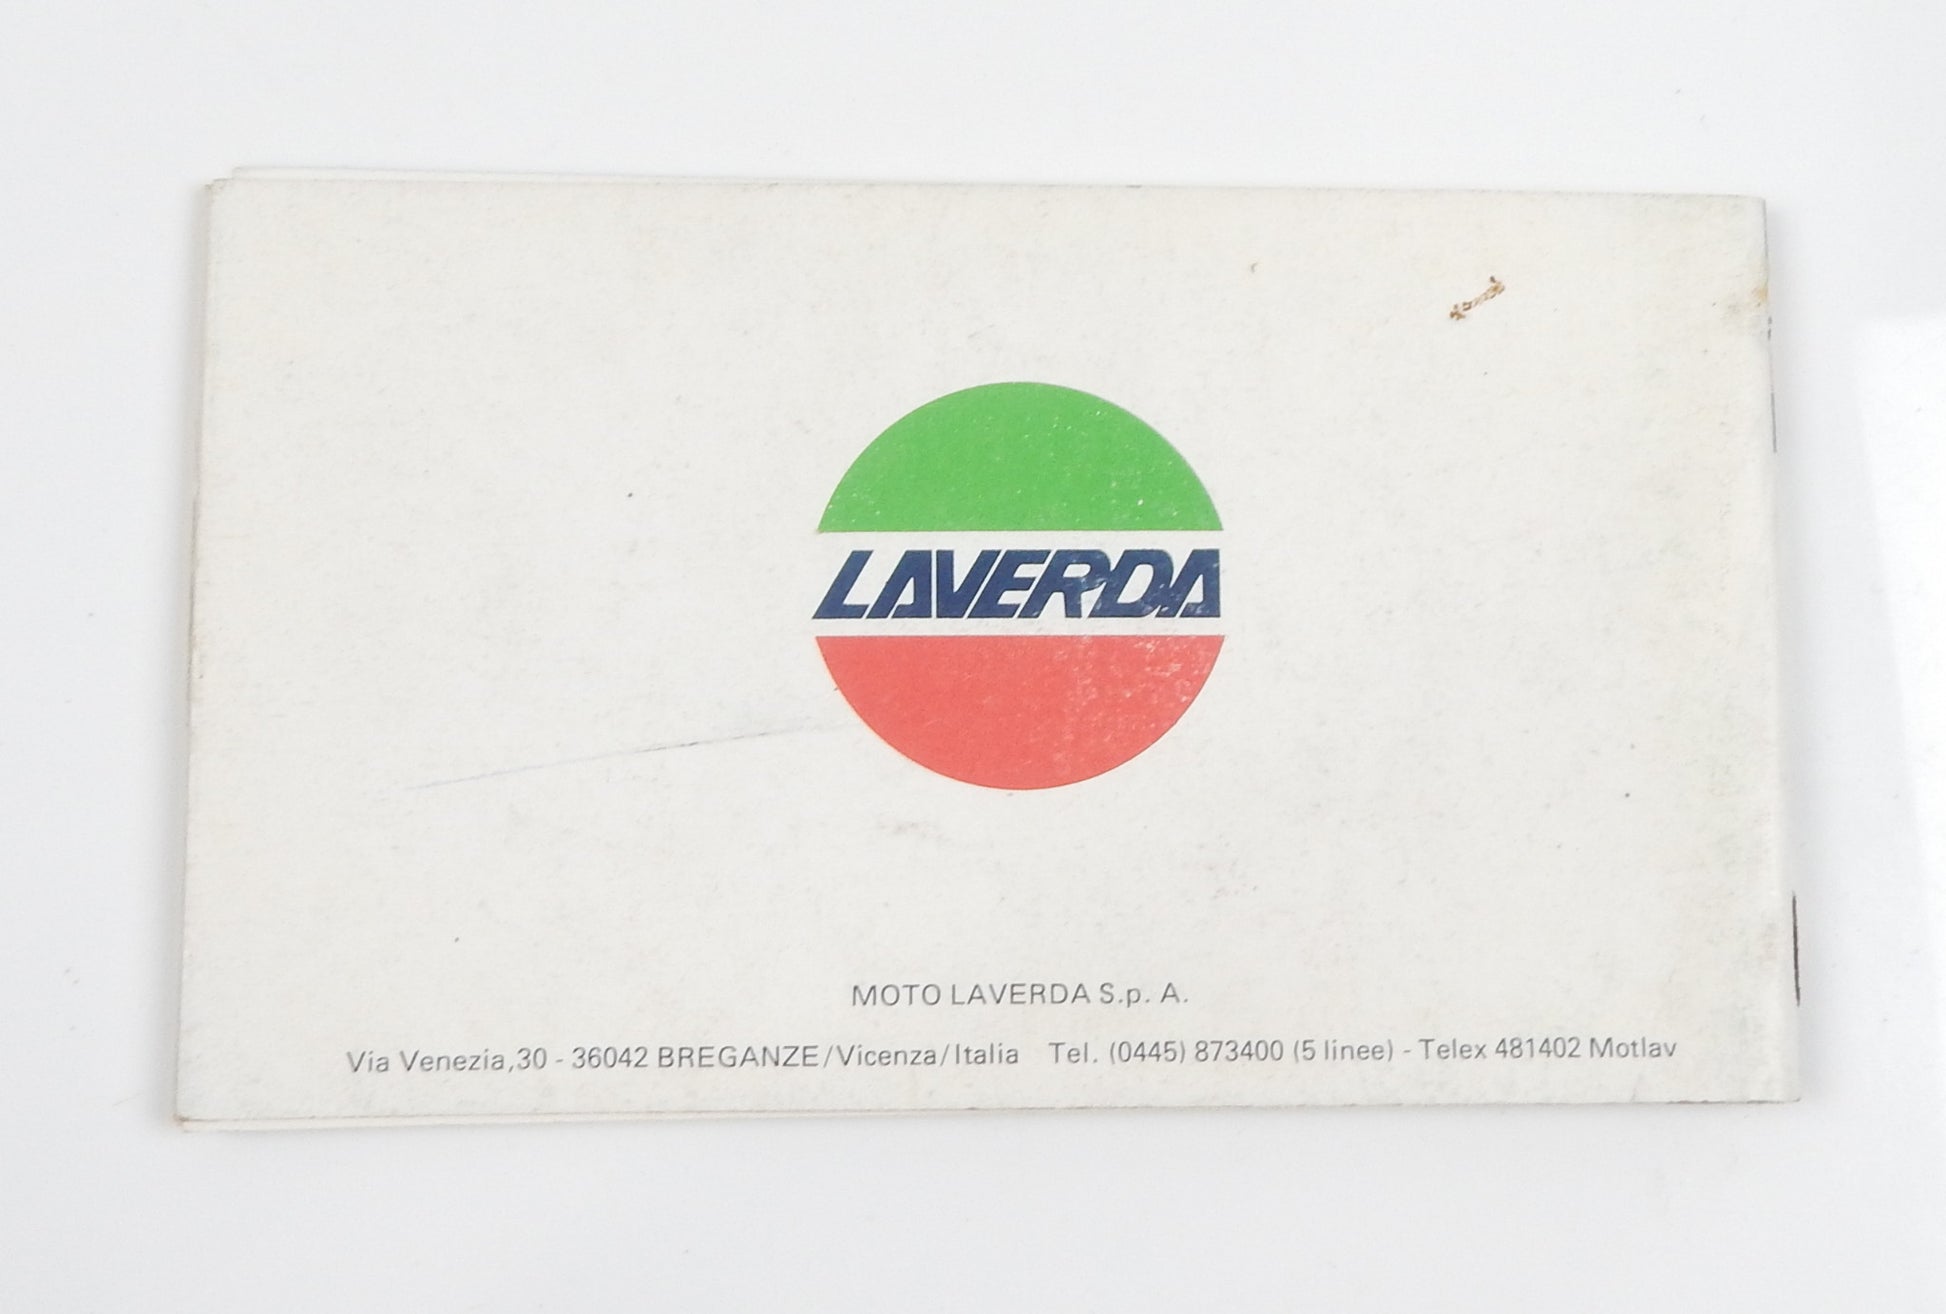 LAVERDA
MOTO LAVERDA S.p. A.
Via Venezia,30 - 36042 BREGANZE/Vicenza/Italia Tel. (0445) 873400 (5 linee) - Telex 481402 Motlav